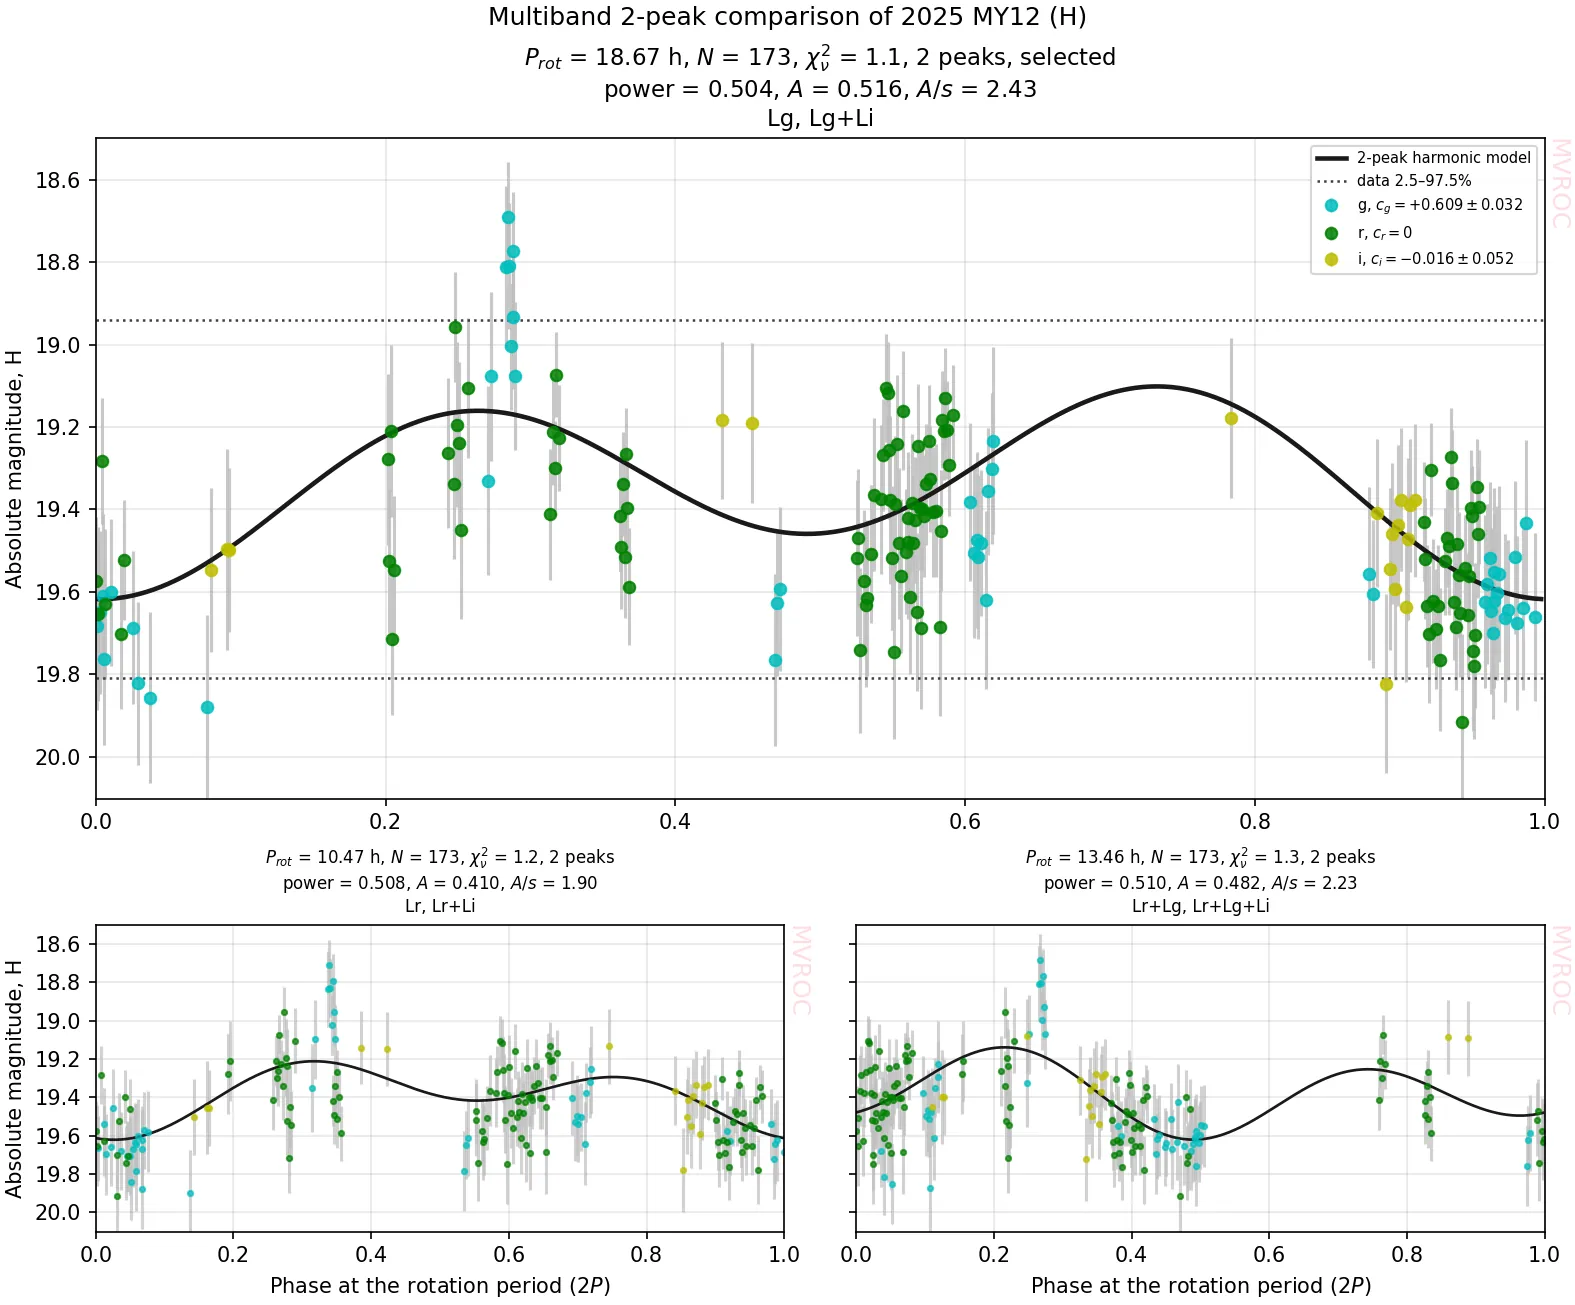 Multiband 2-peak comparison of 2025 MY12 (H)
P_rot = 18.67 h, N = 173, χ²_ν = 1.1, 2 peaks, selected
power = 0.504, A = 0.516, A/s = 2.43
Lg, Lg+Li
2-peak harmonic model
data 2.5–97.5%
g, c_g = +0.609 ± 0.032
r, c_r = 0
i, c_i = −0.016 ± 0.052
MVROC
Absolute magnitude, H
18.6
18.8
19.0
19.2
19.4
19.6
19.8
20.0
0.0 0.2 0.4 0.6 0.8 1.0
P_rot = 10.47 h, N = 173, χ²_ν = 1.2, 2 peaks
power = 0.508, A = 0.410, A/s = 1.90
Lr, Lr+Li
MVROC
Absolute magnitude, H
18.6
18.8
19.0
19.2
19.4
19.6
19.8
20.0
0.0 0.2 0.4 0.6 0.8 1.0
Phase at the rotation period (2P)
P_rot = 13.46 h, N = 173, χ²_ν = 1.3, 2 peaks
power = 0.510, A = 0.482, A/s = 2.23
Lr+Lg, Lr+Lg+Li
MVROC
0.0 0.2 0.4 0.6 0.8 1.0
Phase at the rotation period (2P)